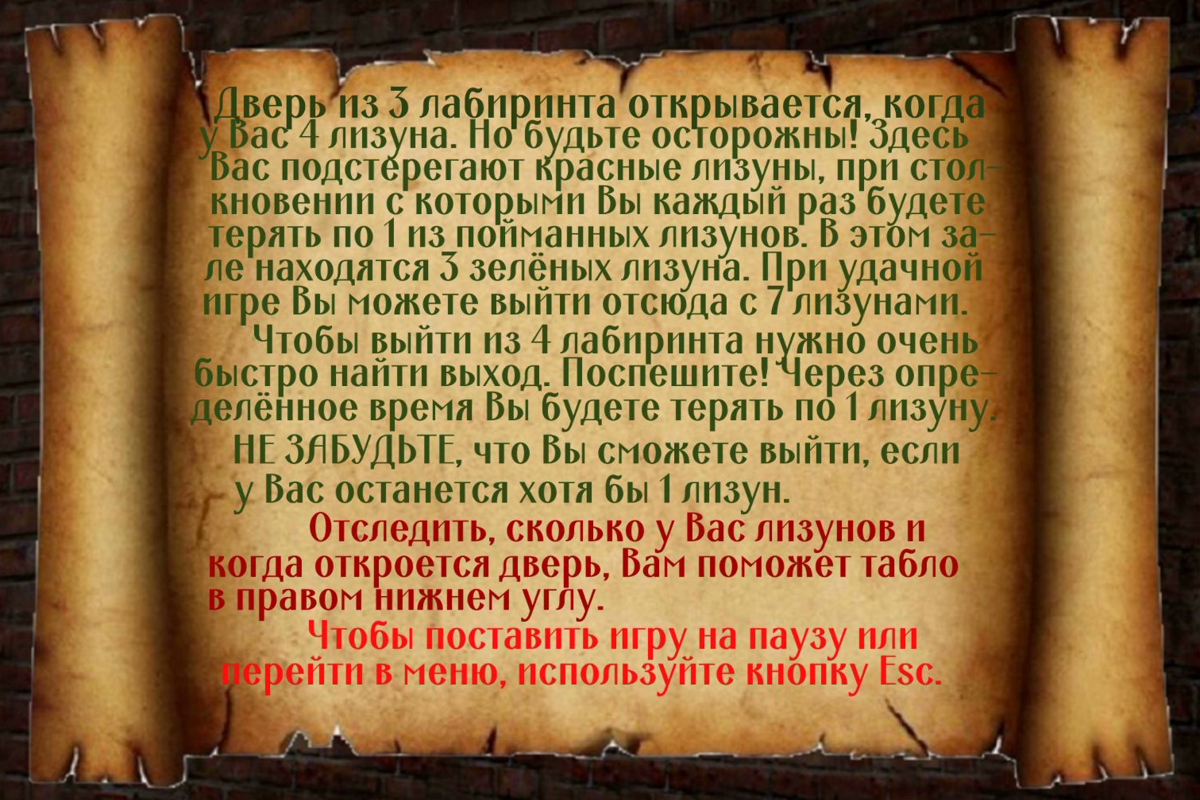 Дверь из 3 лабиринта открывается, когда
у Вас 4 лизуна. Но будьте осторожны! Здесь
Вас подстерегают красные лизуны, при стол-
кновении с которыми Вы каждый раз будете
терять по 1 из пойманных лизунов. В этом за-
ле находятся 3 зелёных лизуна. При удачной
игре Вы можете выйти отсюда с 7 лизунами.
Чтобы выйти из 4 лабиринта нужно очень
быстро найти выход. Поспешите! Через опре-
делённое время Вы будете терять по 1 лизуну.
НЕ ЗАБУДЬТЕ, что Вы сможете выйти, если
у Вас останется хотя бы 1 лизун.
Отследить, сколько у Вас лизунов и
когда откроется дверь, Вам поможет табло
в правом нижнем углу.
Чтобы поставить игру на паузу или
перейти в меню, используйте кнопку Esc.